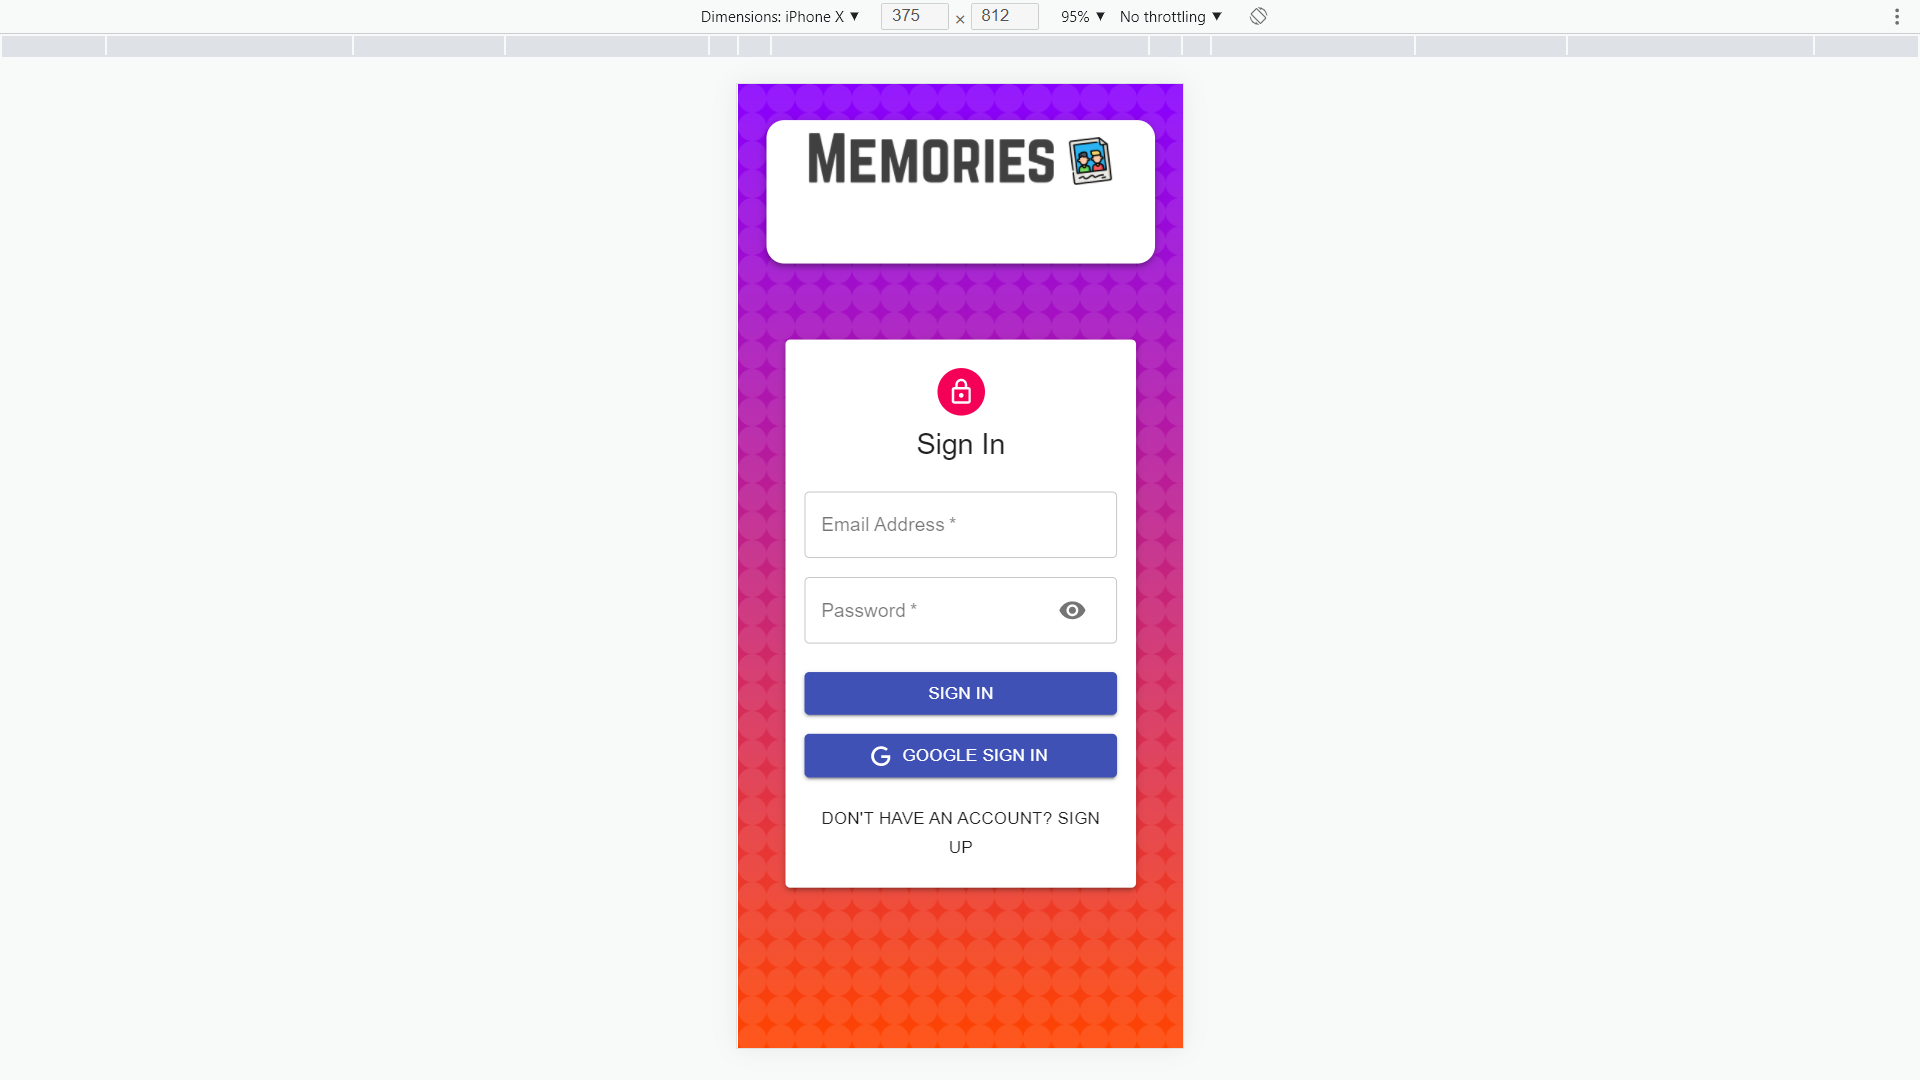 Dimensions: iPhone X ▼ 375 × 812 95% ▼ No throttling ▼
MEMORIES
Sign In
Email Address *
Password *
SIGN IN
G GOOGLE SIGN IN
DON'T HAVE AN ACCOUNT? SIGN
UP